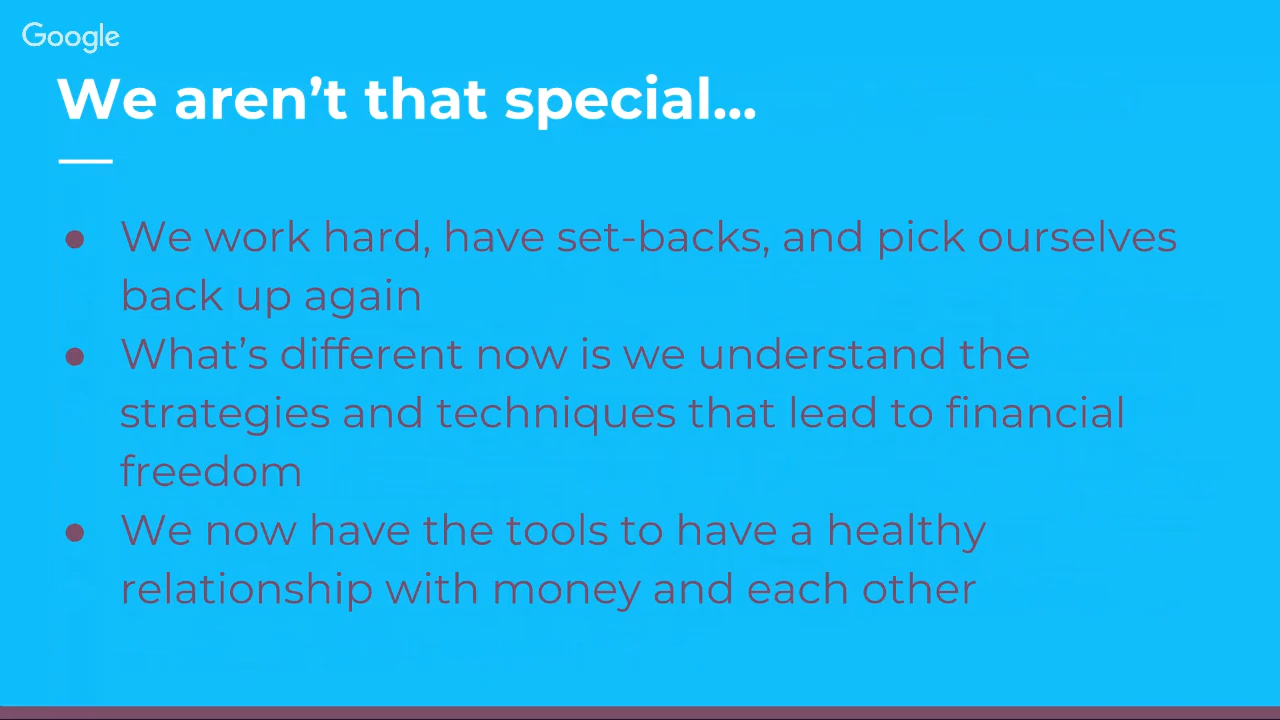 Google
We aren’t that special...
● We work hard, have set-backs, and pick ourselves
back up again
● What’s different now is we understand the
strategies and techniques that lead to financial
freedom
● We now have the tools to have a healthy
relationship with money and each other